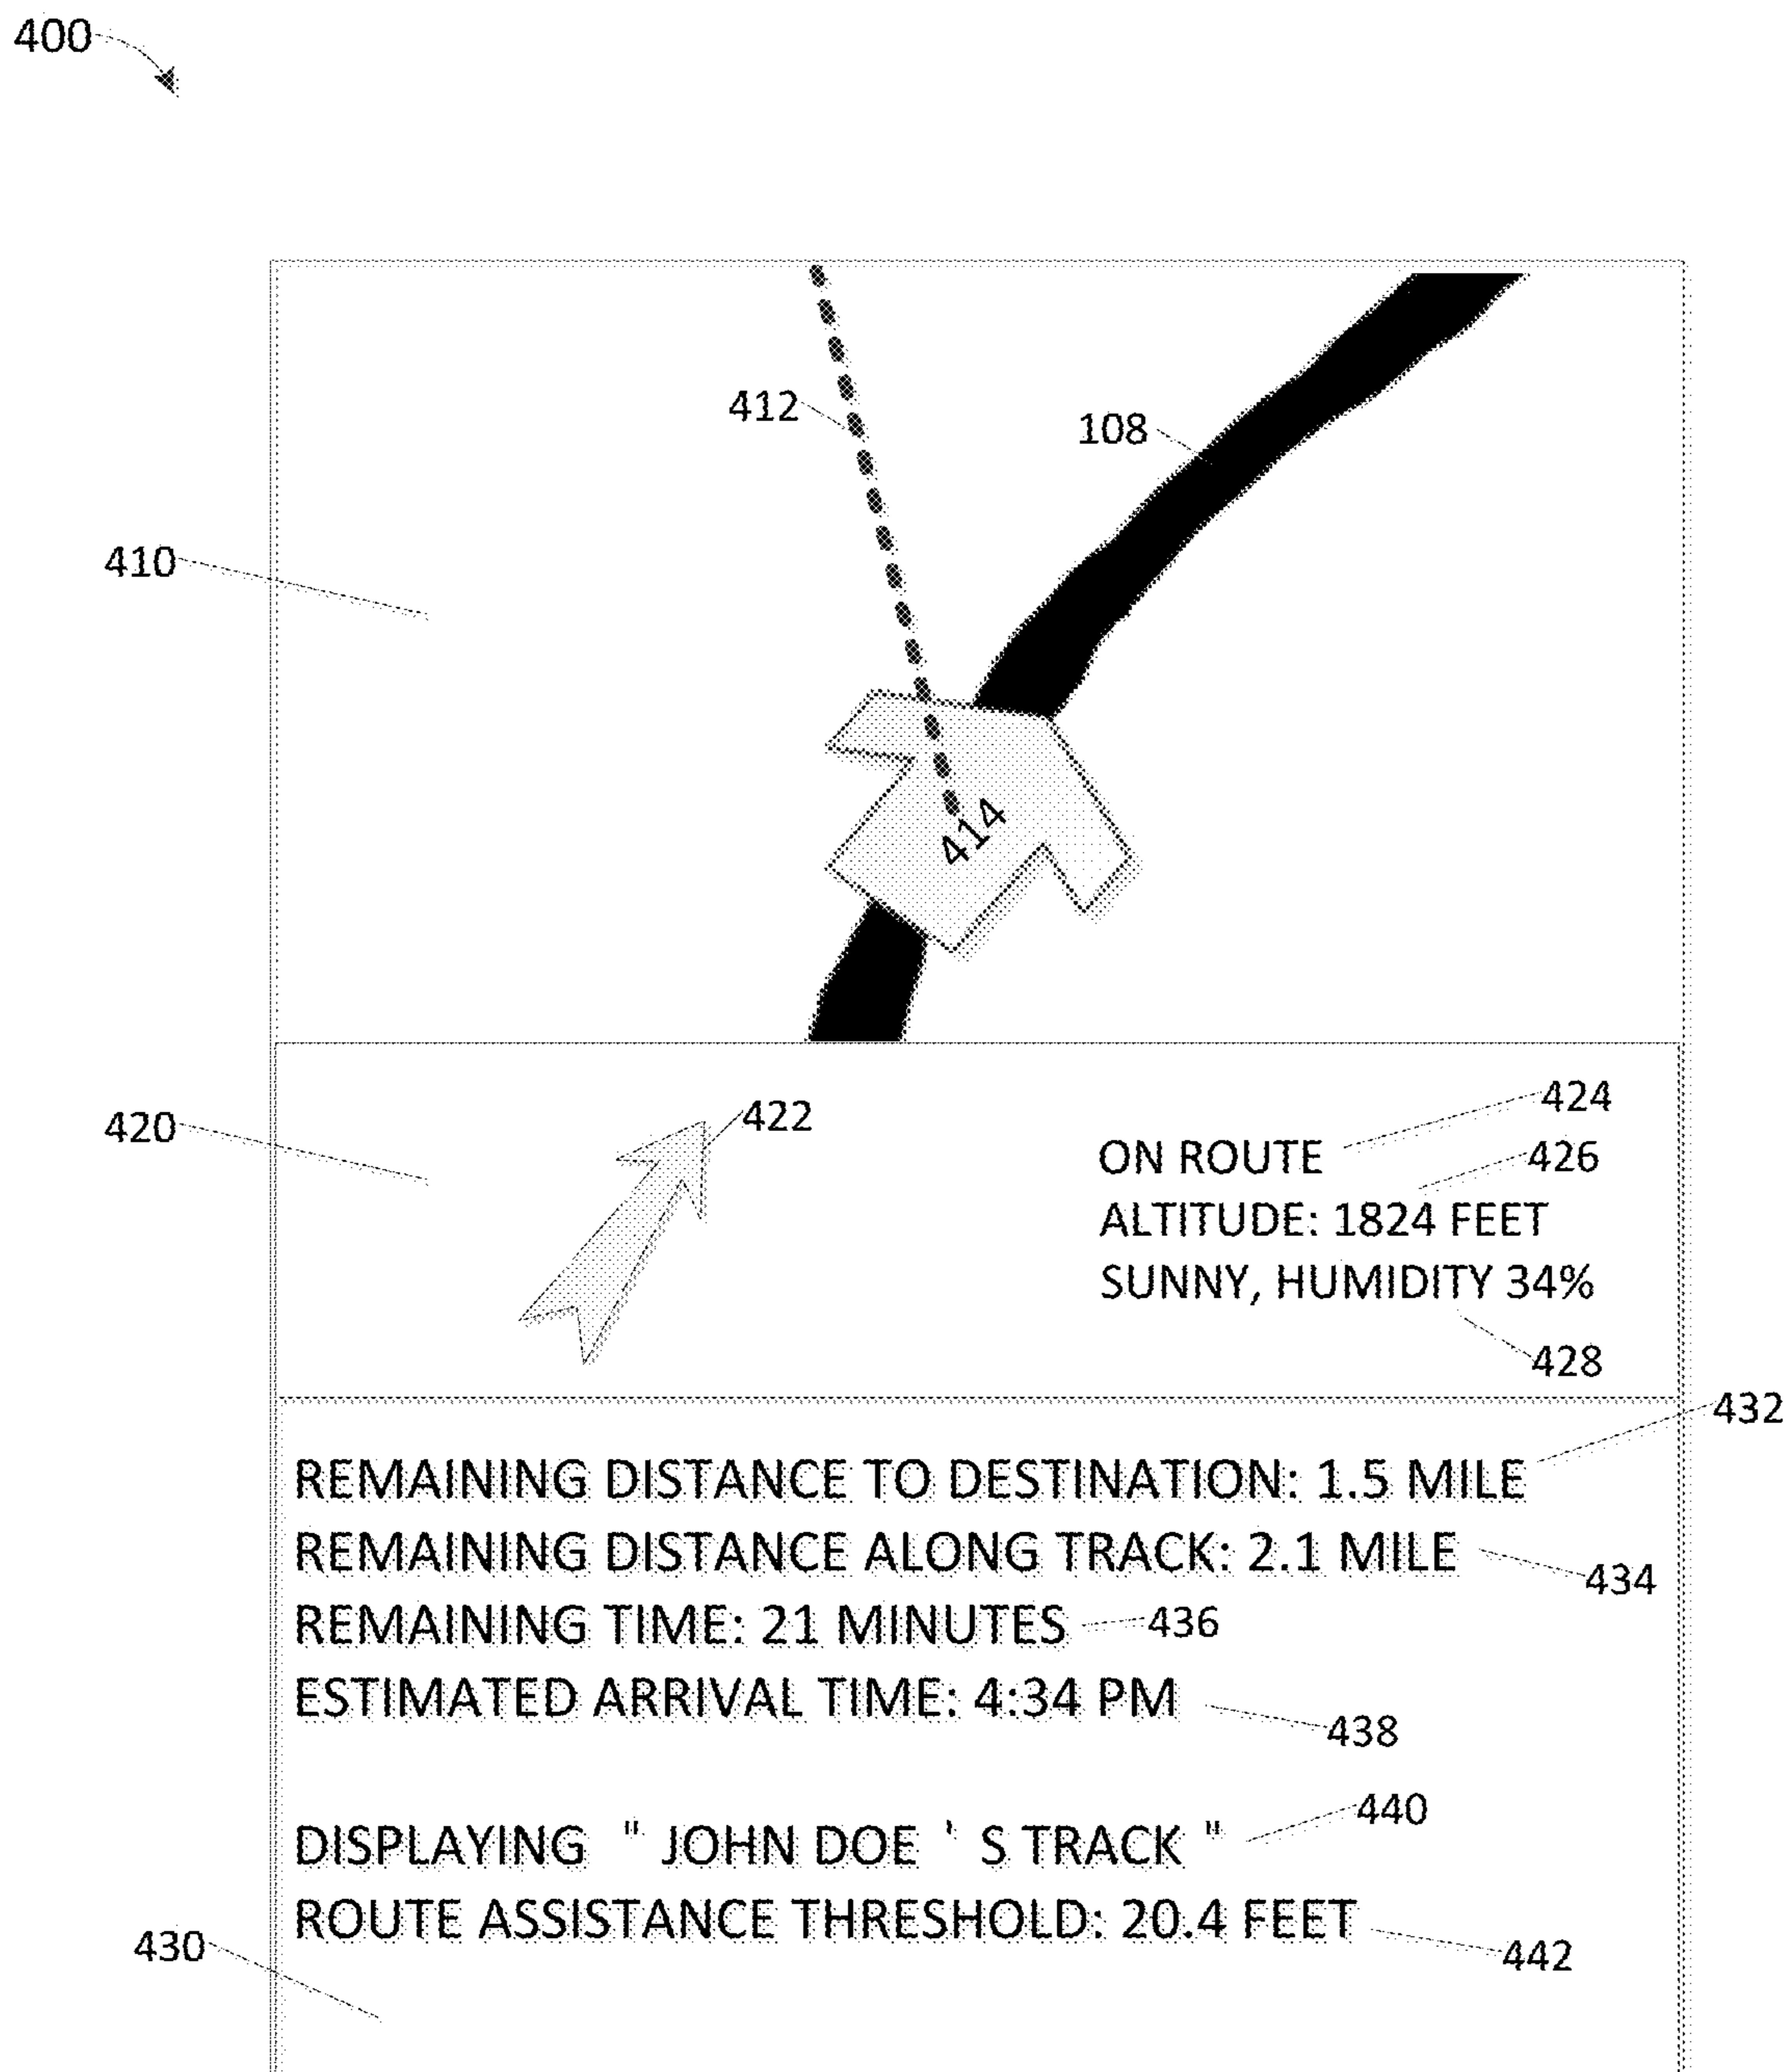 400
412
108
410
414
420
422
424
ON ROUTE
426
ALTITUDE: 1824 FEET
SUNNY, HUMIDITY 34%
428
432
REMAINING DISTANCE TO DESTINATION: 1.5 MILE
REMAINING DISTANCE ALONG TRACK: 2.1 MILE
434
REMAINING TIME: 21 MINUTES 436
ESTIMATED ARRIVAL TIME: 4:34 PM
438
440
DISPLAYING " JOHN DOE ' S TRACK "
ROUTE ASSISTANCE THRESHOLD: 20.4 FEET
430
442